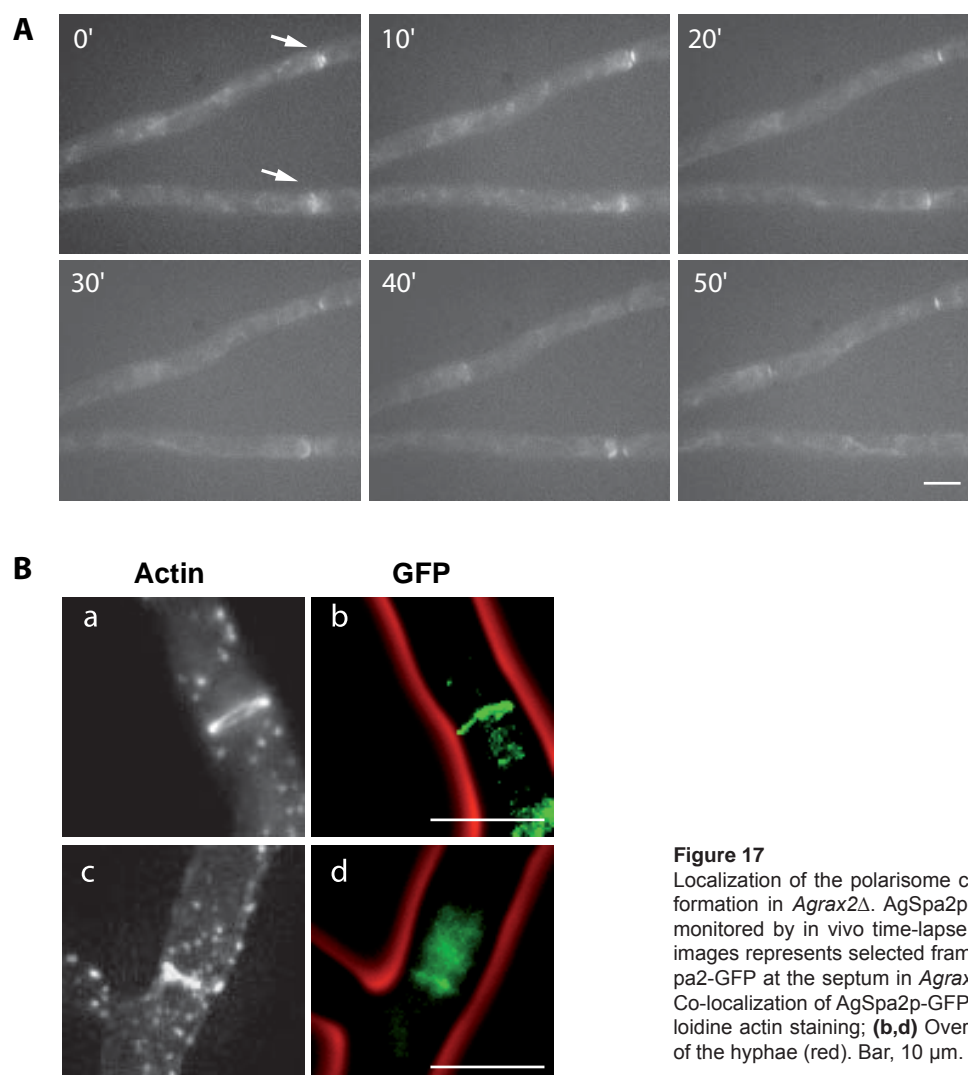 A
0'
10'
20'
30'
40'
50'
B
Actin
GFP
a
b
c
d
Figure 17
Localization of the polarisome c
formation in Agrax2Δ. AgSpa2p
monitored by in vivo time-lapse
images represents selected fram
pa2-GFP at the septum in Agrax
Co-localization of AgSpa2p-GFP
loidine actin staining; (b,d) Over
of the hyphae (red). Bar, 10 µm.